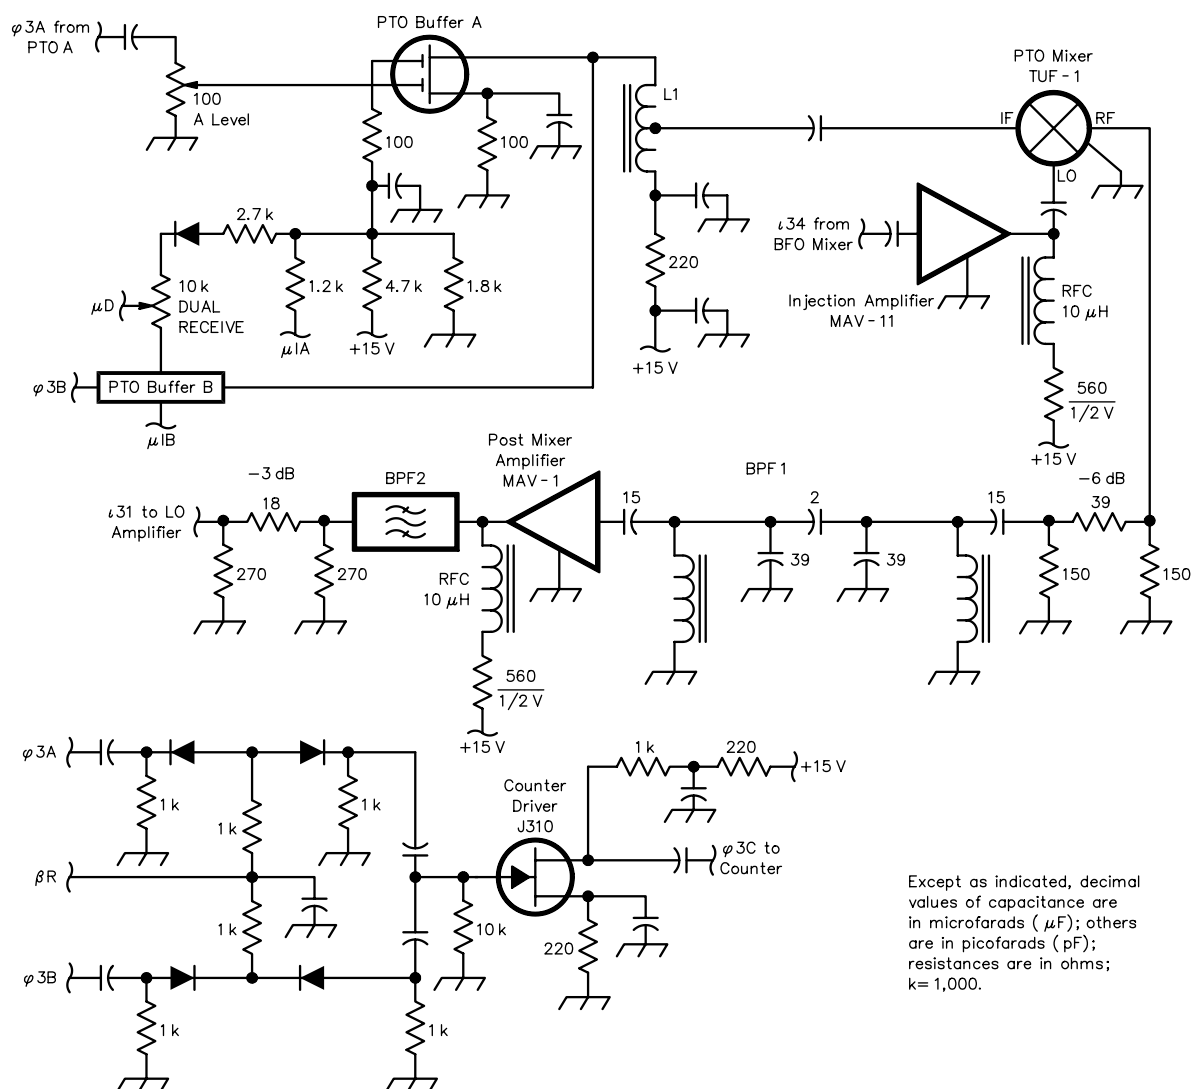 PTO Buffer A
φ3A from
PTO A
100
A Level
100
100
L1
PTO Mixer
TUF-1
IF
RF
LO
2.7 k
ι34 from
BFO Mixer
220
10 k
DUAL
RECEIVE
μD
1.2 k
4.7 k
1.8 k
μIA
+15 V
Injection Amplifier
MAV-11
RFC
10 μH
+15 V
φ3B
PTO Buffer B
μIB
560
1/2 V
+15 V
Post Mixer
Amplifier
MAV-1
-3 dB
18
BPF2
BPF1
-6 dB
39
15
2
15
ι31 to LO
Amplifier
270
270
RFC
10 μH
39
39
150
150
560
1/2 V
+15 V
φ3A
1 k
1 k
1 k
1 k
220
+15 V
Counter
Driver
J310
φ3C to
Counter
βR
1 k
10 k
220
φ3B
1 k
1 k
Except as indicated, decimal
values of capacitance are
in microfarads ( μF); others
are in picofarads (pF);
resistances are in ohms;
k= 1,000.